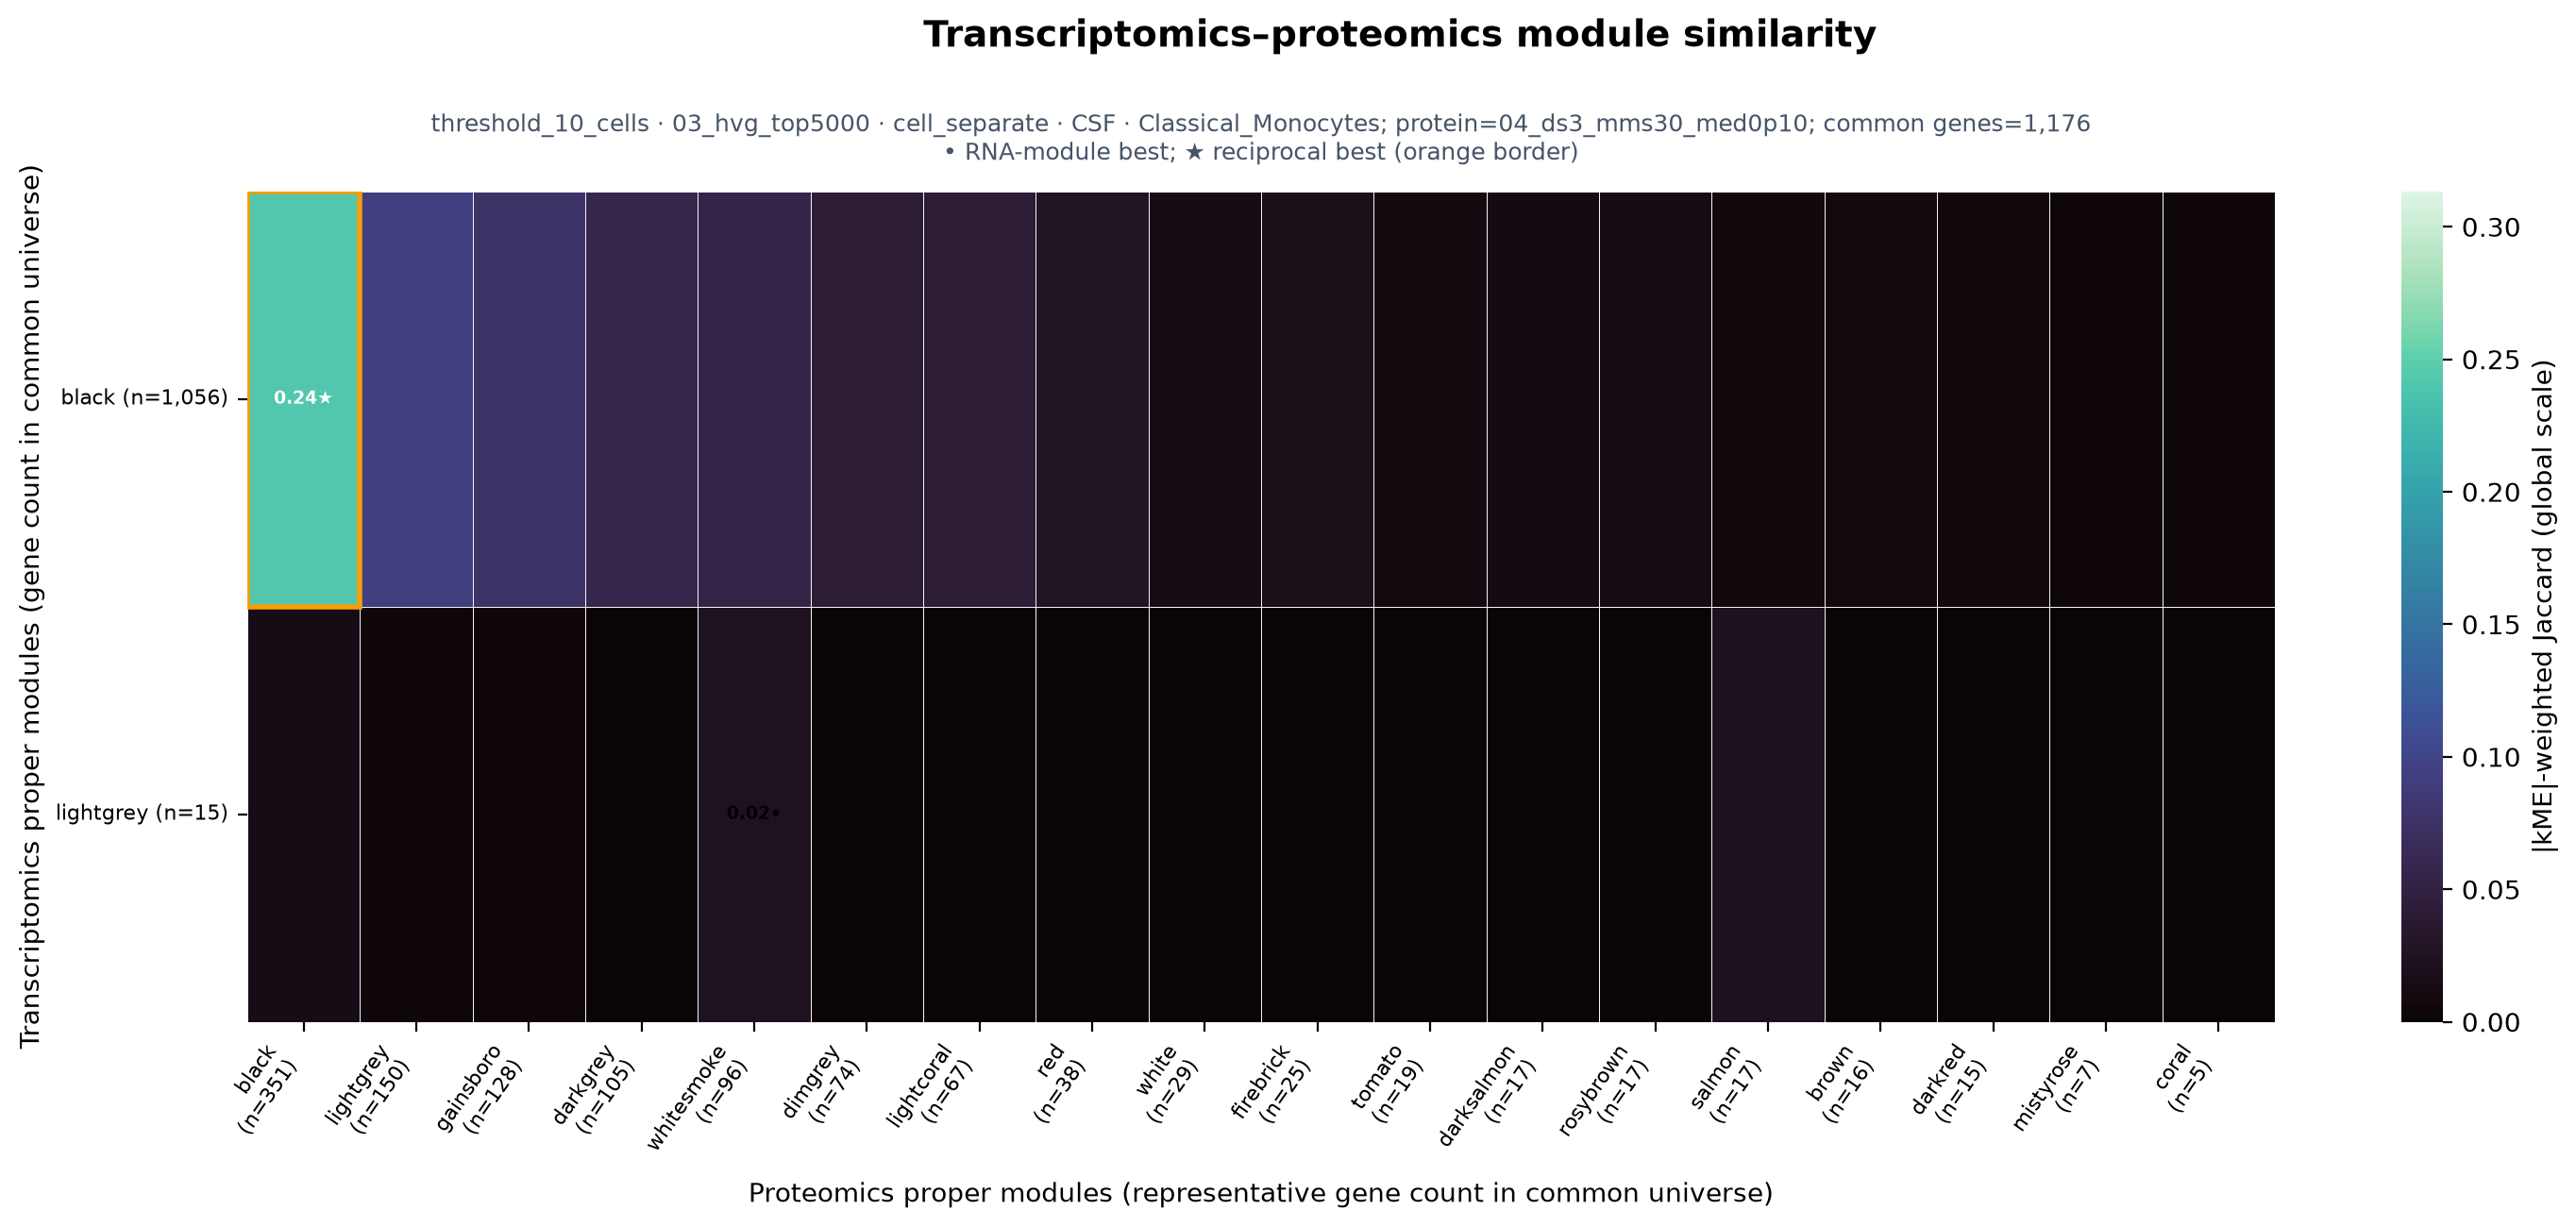 Transcriptomics–proteomics module similarity
threshold_10_cells · 03_hvg_top5000 · cell_separate · CSF · Classical_Monocytes; protein=04_ds3_mms30_med0p10; common genes=1,176
• RNA-module best; ★ reciprocal best (orange border)
Transcriptomics proper modules (gene count in common universe)
black (n=1,056)
lightgrey (n=15)
0.24★
0.02•
black
(n=351)
lightgrey
(n=150)
gainsboro
(n=128)
darkgrey
(n=105)
whitesmoke
(n=96)
dimgrey
(n=74)
lightcoral
(n=67)
red
(n=38)
white
(n=29)
firebrick
(n=25)
tomato
(n=19)
darksalmon
(n=17)
rosybrown
(n=17)
salmon
(n=17)
brown
(n=16)
darkred
(n=15)
mistyrose
(n=7)
coral
(n=5)
Proteomics proper modules (representative gene count in common universe)
0.30
0.25
0.20
0.15
0.10
0.05
0.00
|kME|-weighted Jaccard (global scale)